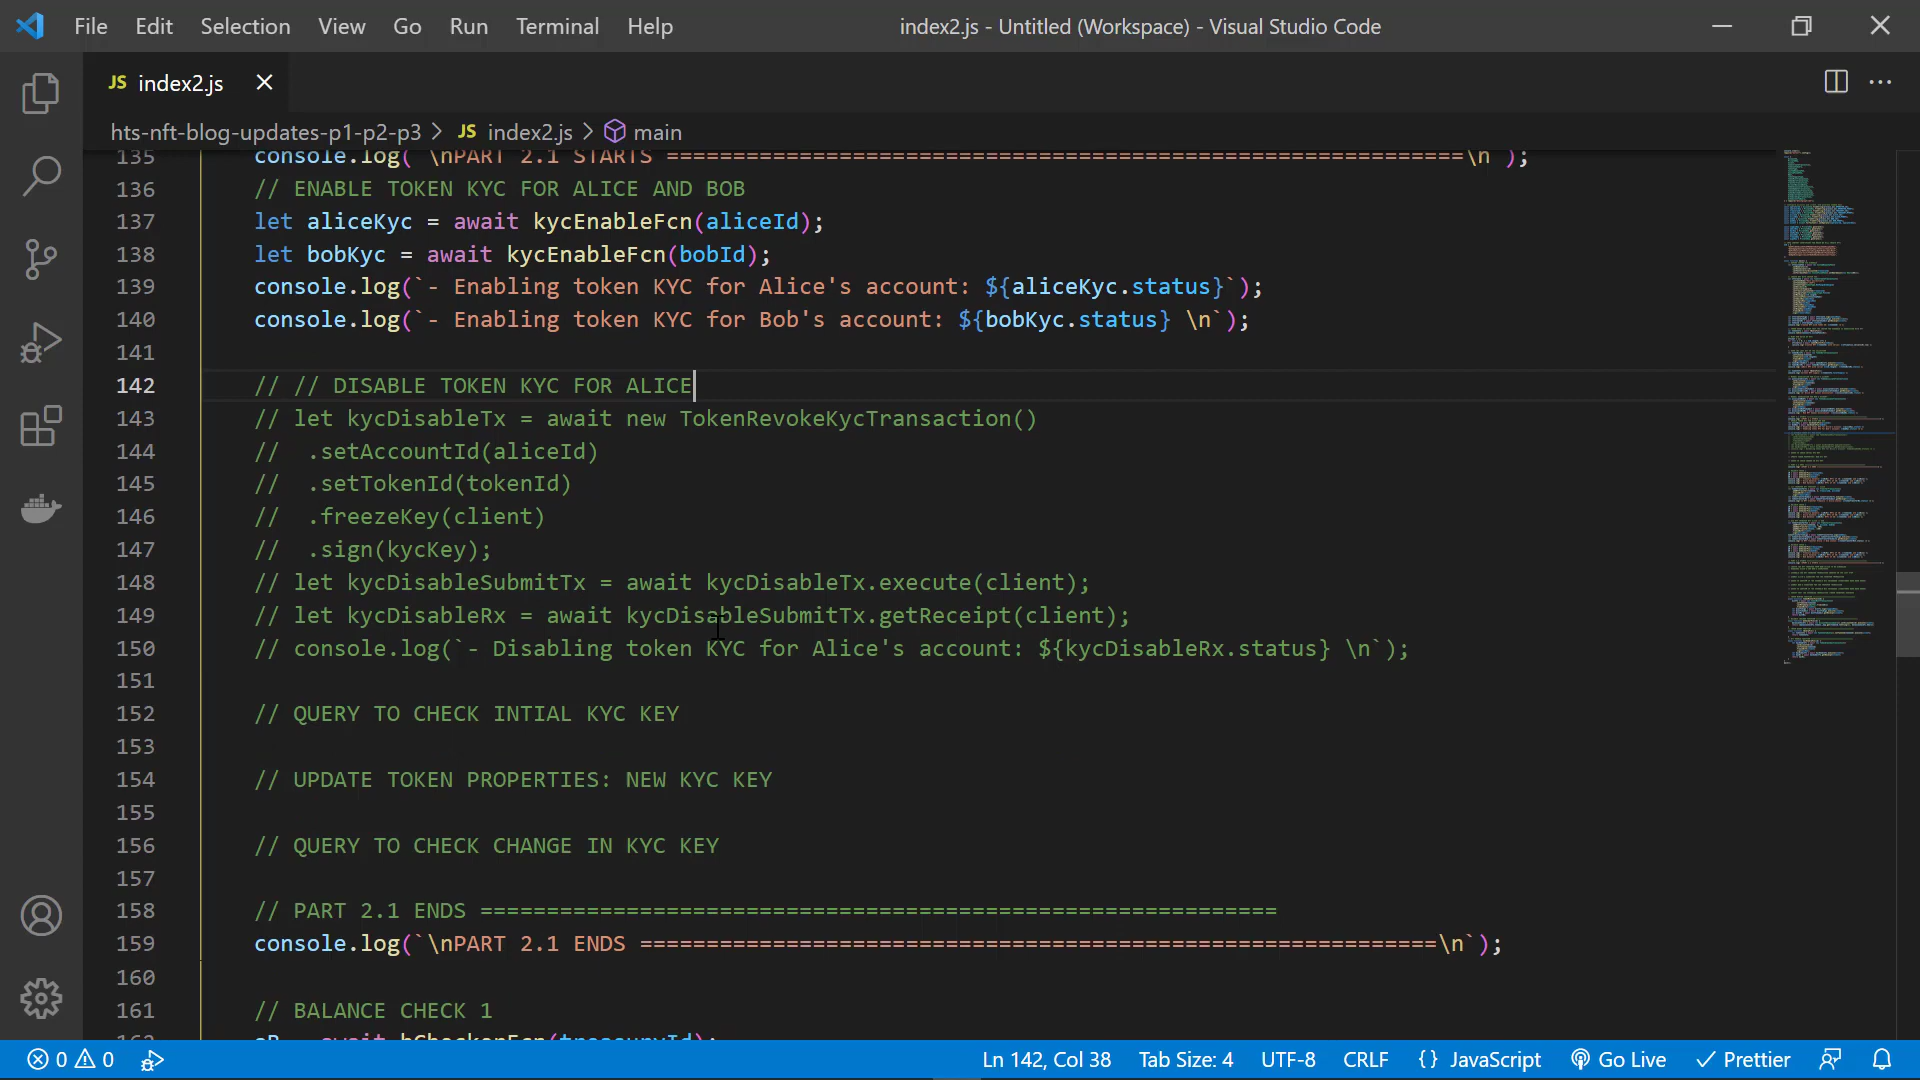 File Edit Selection View Go Run Terminal Help index2.js - Untitled (Workspace) - Visual Studio Code
JS index2.js
hts-nft-blog-updates-p1-p2-p3 > JS index2.js > main
135 console.log(`\nPART 2.1 STARTS ============================================================\n`);
136 // ENABLE TOKEN KYC FOR ALICE AND BOB
137 let aliceKyc = await kycEnableFcn(aliceId);
138 let bobKyc = await kycEnableFcn(bobId);
139 console.log(`- Enabling token KYC for Alice's account: ${aliceKyc.status}`);
140 console.log(`- Enabling token KYC for Bob's account: ${bobKyc.status} \n`);
141
142 // // DISABLE TOKEN KYC FOR ALICE
143 // let kycDisableTx = await new TokenRevokeKycTransaction()
144 // .setAccountId(aliceId)
145 // .setTokenId(tokenId)
146 // .freezeKey(client)
147 // .sign(kycKey);
148 // let kycDisableSubmitTx = await kycDisableTx.execute(client);
149 // let kycDisableRx = await kycDisableSubmitTx.getReceipt(client);
150 // console.log(`- Disabling token KYC for Alice's account: ${kycDisableRx.status} \n`);
151
152 // QUERY TO CHECK INTIAL KYC KEY
153
154 // UPDATE TOKEN PROPERTIES: NEW KYC KEY
155
156 // QUERY TO CHECK CHANGE IN KYC KEY
157
158 // PART 2.1 ENDS ============================================================
159 console.log(`\nPART 2.1 ENDS ============================================================\n`);
160
161 // BALANCE CHECK 1
0 0 Ln 142, Col 38 Tab Size: 4 UTF-8 CRLF {} JavaScript Go Live Prettier